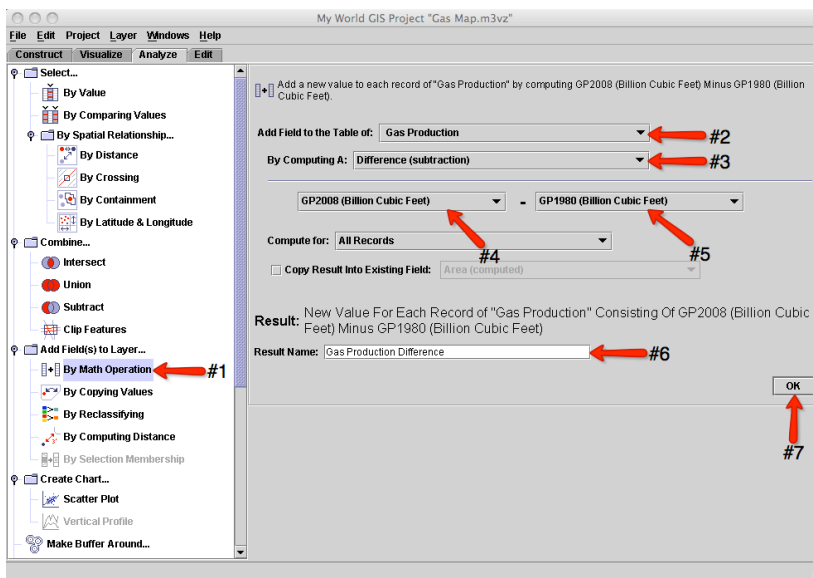 My World GIS Project "Gas Map.m3vz"
File Edit Project Layer Windows Help
Construct Visualize Analyze Edit
Select...
By Value
By Comparing Values
By Spatial Relationship...
By Distance
By Crossing
By Containment
By Latitude & Longitude
Combine...
Intersect
Union
Subtract
Clip Features
Add Field(s) to Layer...
By Math Operation #1
By Copying Values
By Reclassifying
By Computing Distance
By Selection Membership
Create Chart...
Scatter Plot
Vertical Profile
Make Buffer Around...
Add a new value to each record of "Gas Production" by computing GP2008 (Billion Cubic Feet) Minus GP1980 (Billion
Cubic Feet).
Add Field to the Table of: Gas Production #2
By Computing A: Difference (subtraction) #3
GP2008 (Billion Cubic Feet) - GP1980 (Billion Cubic Feet)
#4 #5
Compute for: All Records
Copy Result Into Existing Field: Area (computed)
Result: New Value For Each Record of "Gas Production" Consisting Of GP2008 (Billion Cubic
Feet) Minus GP1980 (Billion Cubic Feet)
Result Name: Gas Production Difference #6
OK
#7